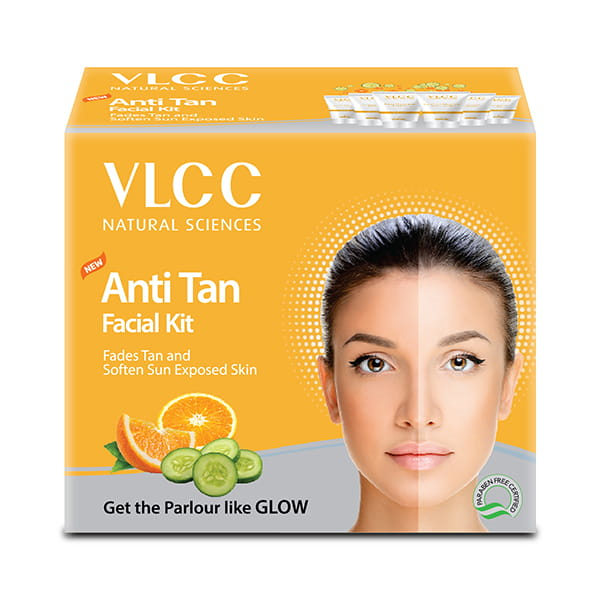 VLCC
NATURAL SCIENCES
NEW
Anti Tan
Facial Kit
Fades Tan and
Soften Sun Exposed Skin
VLCC
NATURAL SCIENCES
NEW
Anti Tan
Facial Kit
Fades Tan and
Soften Sun Exposed Skin
Get the Parlour like GLOW
PARABEN FREE CERTIFIED